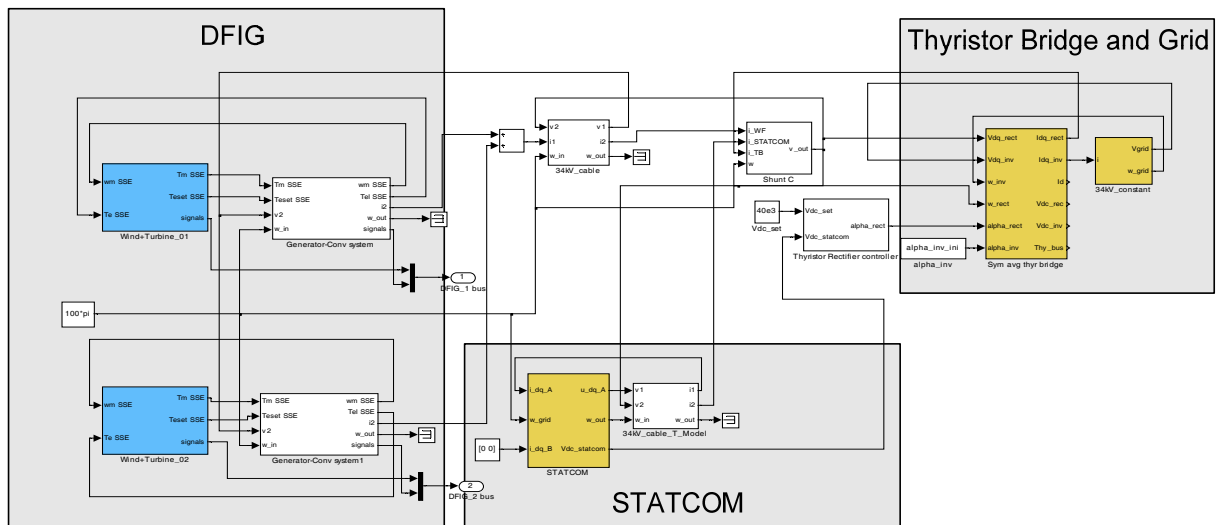 DFIG
Thyristor Bridge and Grid
wm SSE
Te SSE
Tm SSE
Teset SSE
signals
Wind+Turbine_01
Tm SSE
Teset SSE
v2
w_in
wm SSE
Tel SSE
i2
w_out
signals
Generator-Conv system
1
DFIG_1 bus
100*pi
wm SSE
Te SSE
Tm SSE
Teset SSE
signals
Wind+Turbine_02
Tm SSE
Teset SSE
v2
w_in
wm SSE
Tel SSE
i2
w_out
signals
Generator-Conv system1
2
DFIG_2 bus
v2
i1
w_in
v1
i2
w_out
34kV_cable
i_WF
i_STATCOM
i_TB
w
v_out
Shunt C
40e3
Vdc_set
Vdc_set
Vdc_statcom
alpha_rect
Thyristor Rectifier controller
alpha_inv_ini
alpha_inv
Vdq_rect
Vdq_inv
w_inv
w_rect
alpha_rect
alpha_inv
Idq_rect
Idq_inv
Id
Vdc_rec
Vdc_inv
Thy_bus
Sym avg thyr bridge
i
Vgrid
w_grid
34kV_constant
[0 0]
i_dq_A
w_grid
i_dq_B
u_dq_A
w_out
Vdc_statcom
STATCOM
v1
v2
w_in
i1
i2
w_out
34kV_cable_T_Model
STATCOM